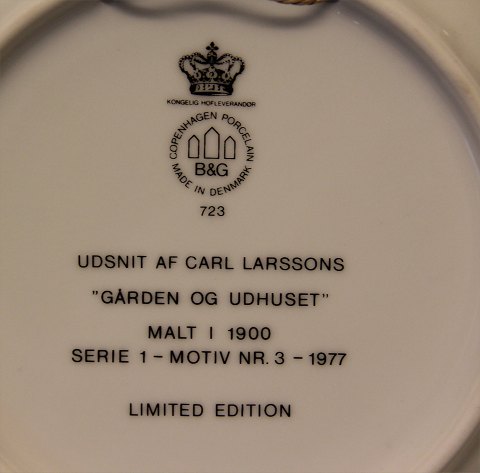 KONGELIG HOFLEVERANDØR
COPENHAGEN PORCELAIN
B&G
MADE IN DENMARK
723
UDSNIT AF CARL LARSSONS
"GÅRDEN OG UDHUSET"
MALT I 1900
SERIE 1 - MOTIV NR. 3 - 1977
LIMITED EDITION